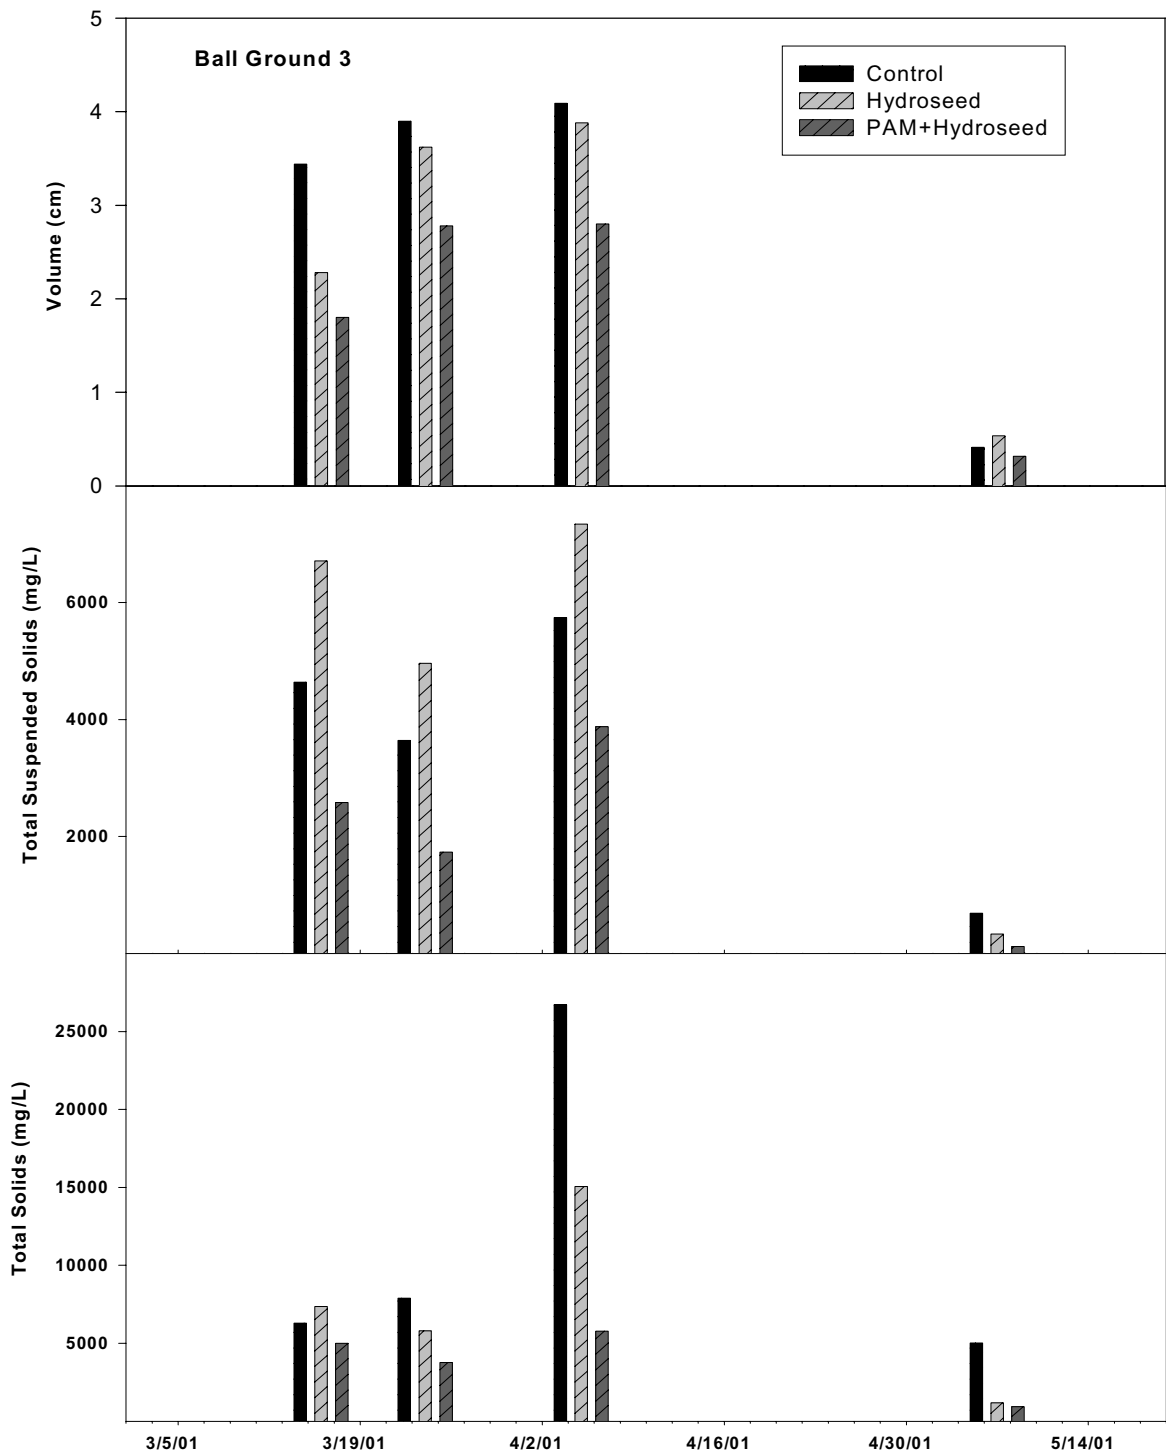 Ball Ground 3
Control
Hydroseed
PAM+Hydroseed
Volume (cm)
5
4
3
2
1
0
Total Suspended Solids (mg/L)
6000
4000
2000
Total Solids (mg/L)
25000
20000
15000
10000
5000
3/5/01 3/19/01 4/2/01 4/16/01 4/30/01 5/14/01